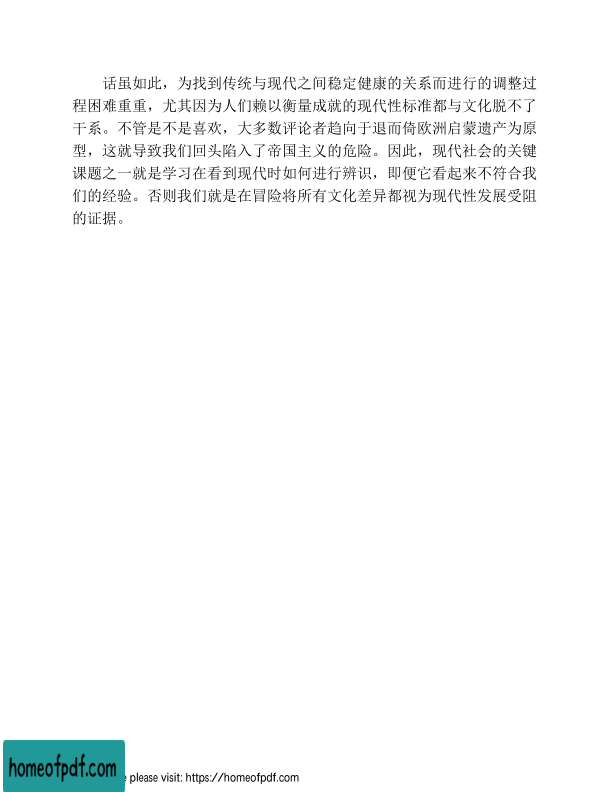 话虽如此，为找到传统与现代之间稳定健康的关系而进行的调整过
程困难重重，尤其因为人们赖以衡量成就的现代性标准都与文化脱不了
干系。不管是不是喜欢，大多数评论者趋向于退而倚欧洲启蒙遗产为原
型，这就导致我们回头陷入了帝国主义的危险。因此，现代社会的关键
课题之一就是学习在看到现代时如何进行辨识，即便它看起来不符合我
们的经验。否则我们就是在冒险将所有文化差异都视为现代性发展受阻
的证据。
homeofpdf.com
e please visit: https://homeofpdf.com